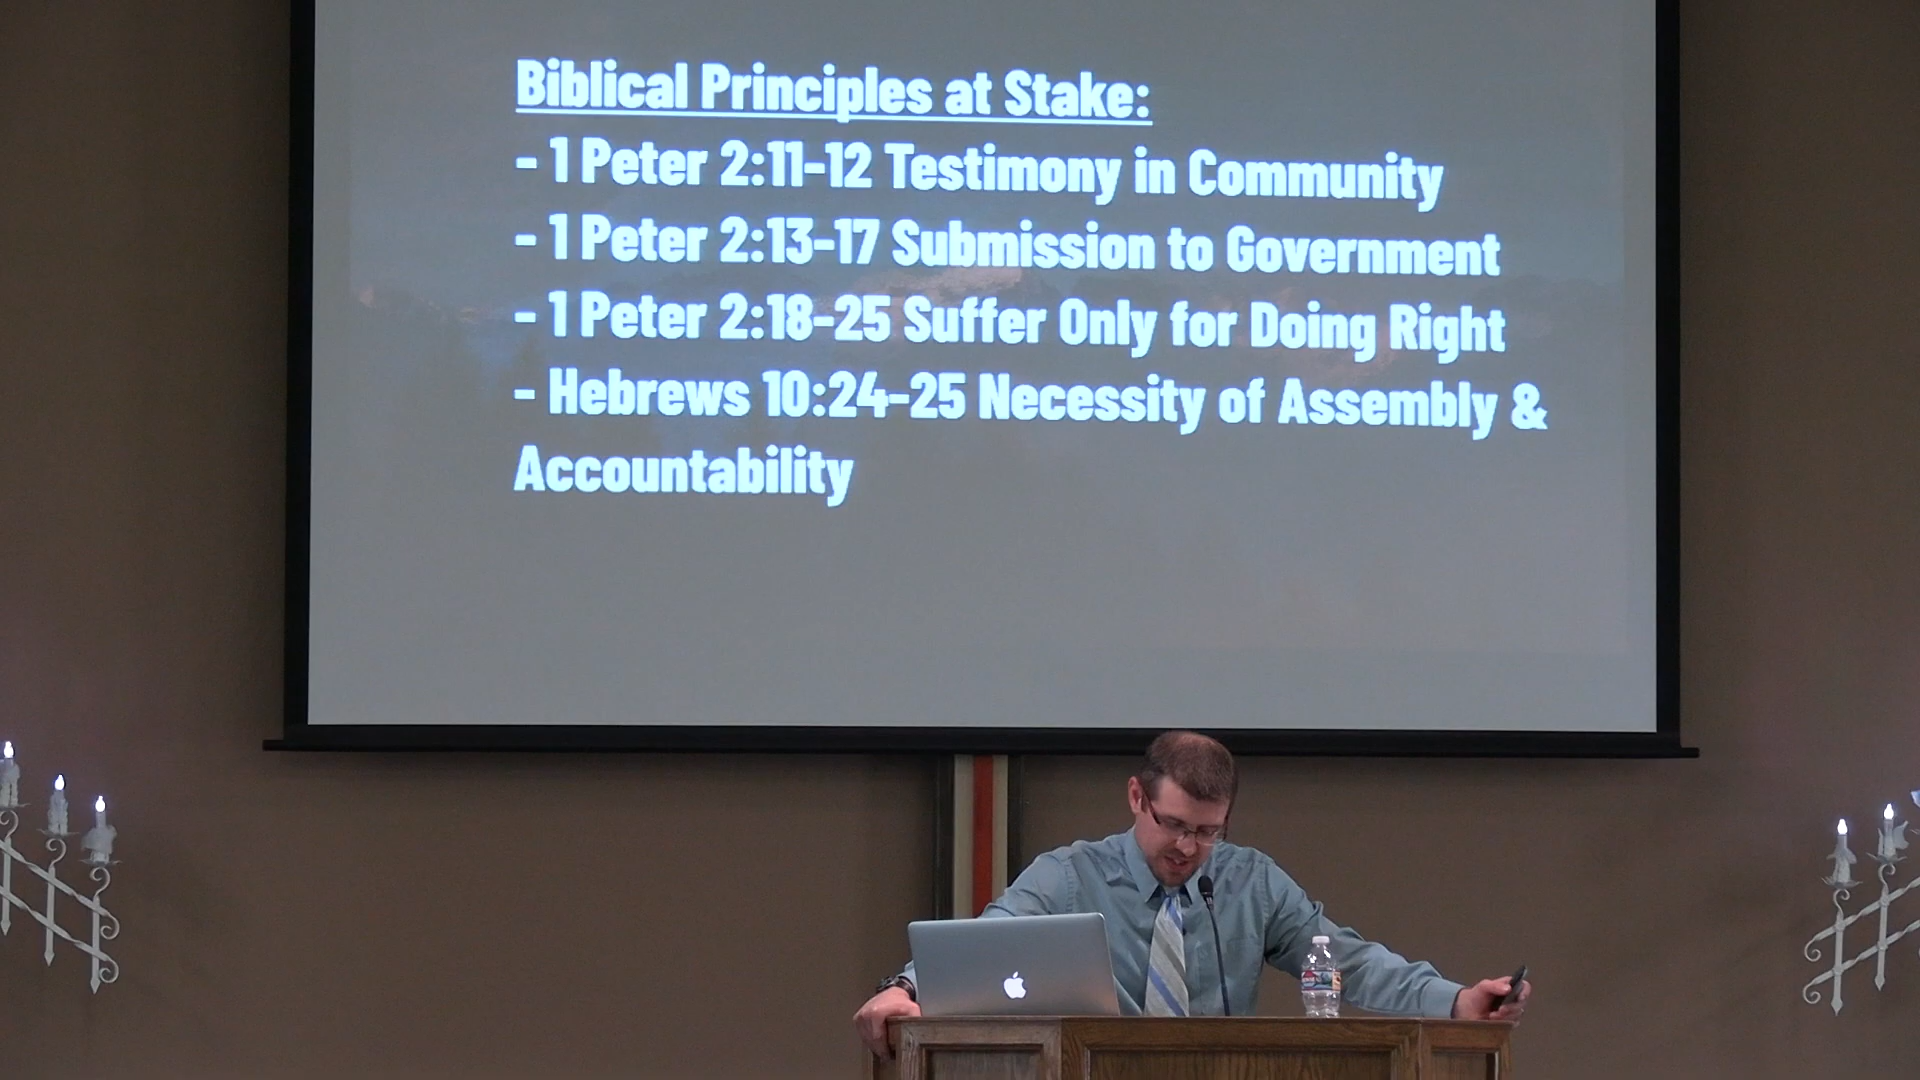 Biblical Principles at Stake:
- 1 Peter 2:11-12 Testimony in Community
- 1 Peter 2:13-17 Submission to Government
- 1 Peter 2:18-25 Suffer Only for Doing Right
- Hebrews 10:24-25 Necessity of Assembly &
Accountability